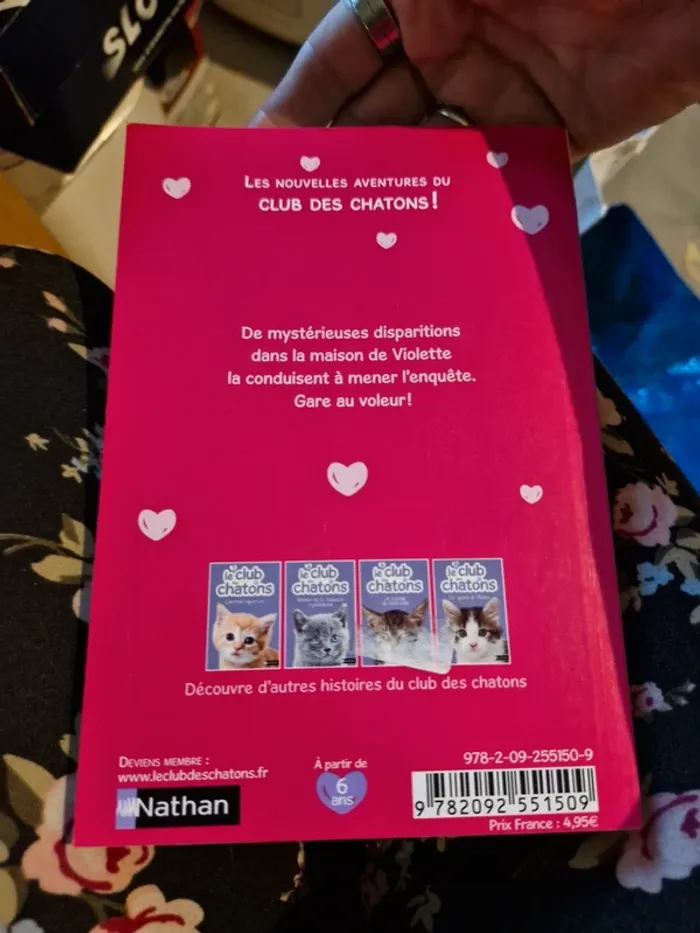 SLO
LES NOUVELLES AVENTURES DU
CLUB DES CHATONS!
De mystérieuses disparitions
dans la maison de Violette
la conduisent à mener l'enquête.
Gare au voleur!
le club des chatons
le club des chatons
le club des chatons
le club des chatons
Découvre d'autres histoires du club des chatons
DEVIENS MEMBRE :
www.leclubdeschatons.fr
Nathan
À partir de
6
ans
978-2-09-255150-9
9 782092 551509
Prix France : 4,95€